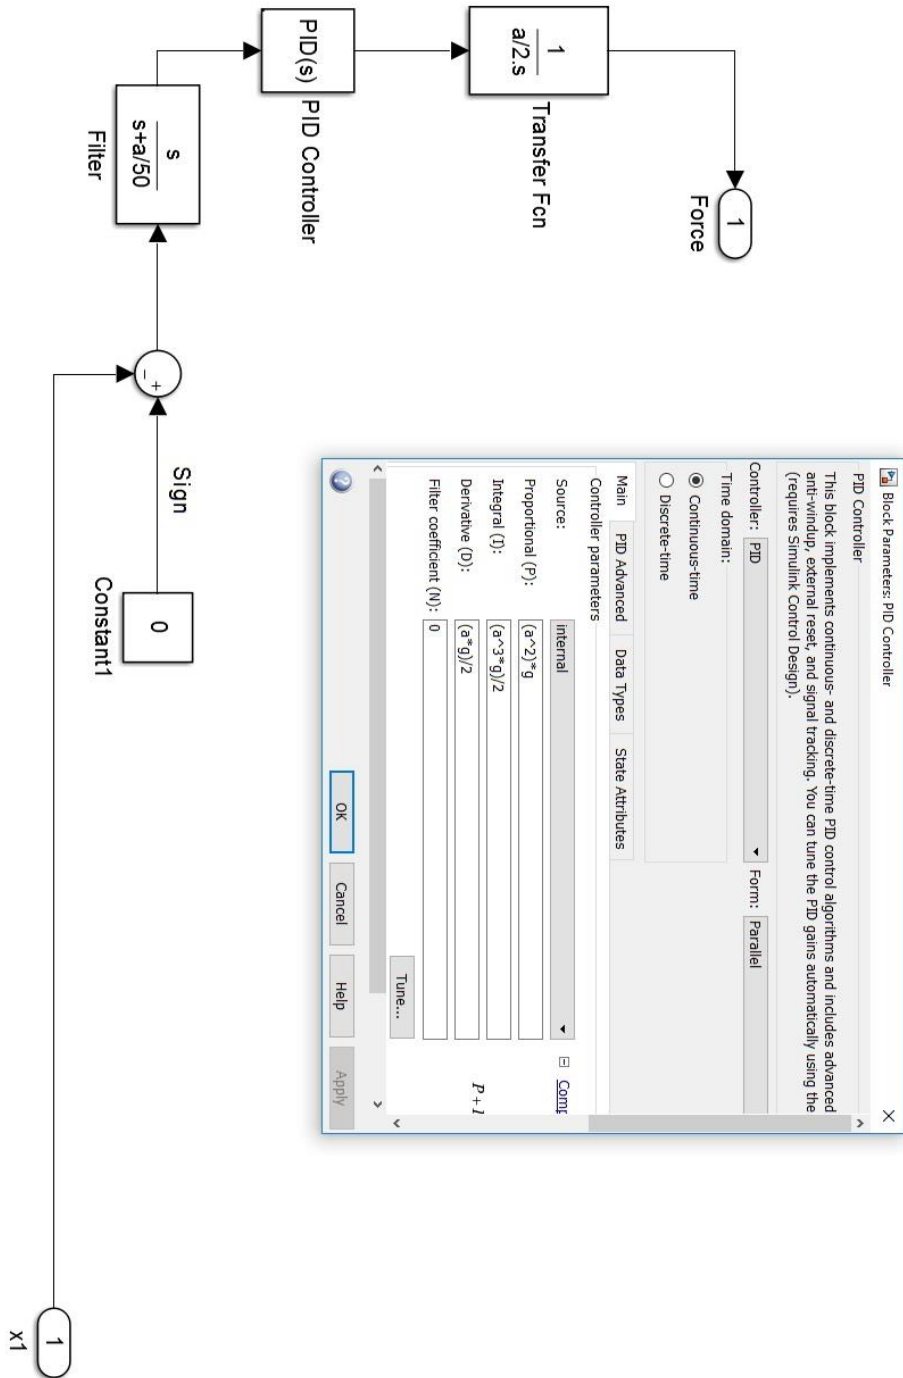 1
x1
0
Constant1
Sign
+
−
s
s+a/50
Filter
PID(s)
PID Controller
1
a/2.s
Transfer Fcn
1
Force
Block Parameters: PID Controller
PID Controller
This block implements continuous- and discrete-time PID control algorithms and includes advanced
anti-windup, external reset, and signal tracking. You can tune the PID gains automatically using the
(requires Simulink Control Design).
Controller: PID Form: Parallel
Time domain:
Continuous-time
Discrete-time
Main PID Advanced Data Types State Attributes
Controller parameters
Source: internal
Proportional (P): (a^2)*g
Integral (I): (a^3*g)/2
Derivative (D): (a*g)/2
Filter coefficient (N): 0
Tune...
OK Cancel Help Apply